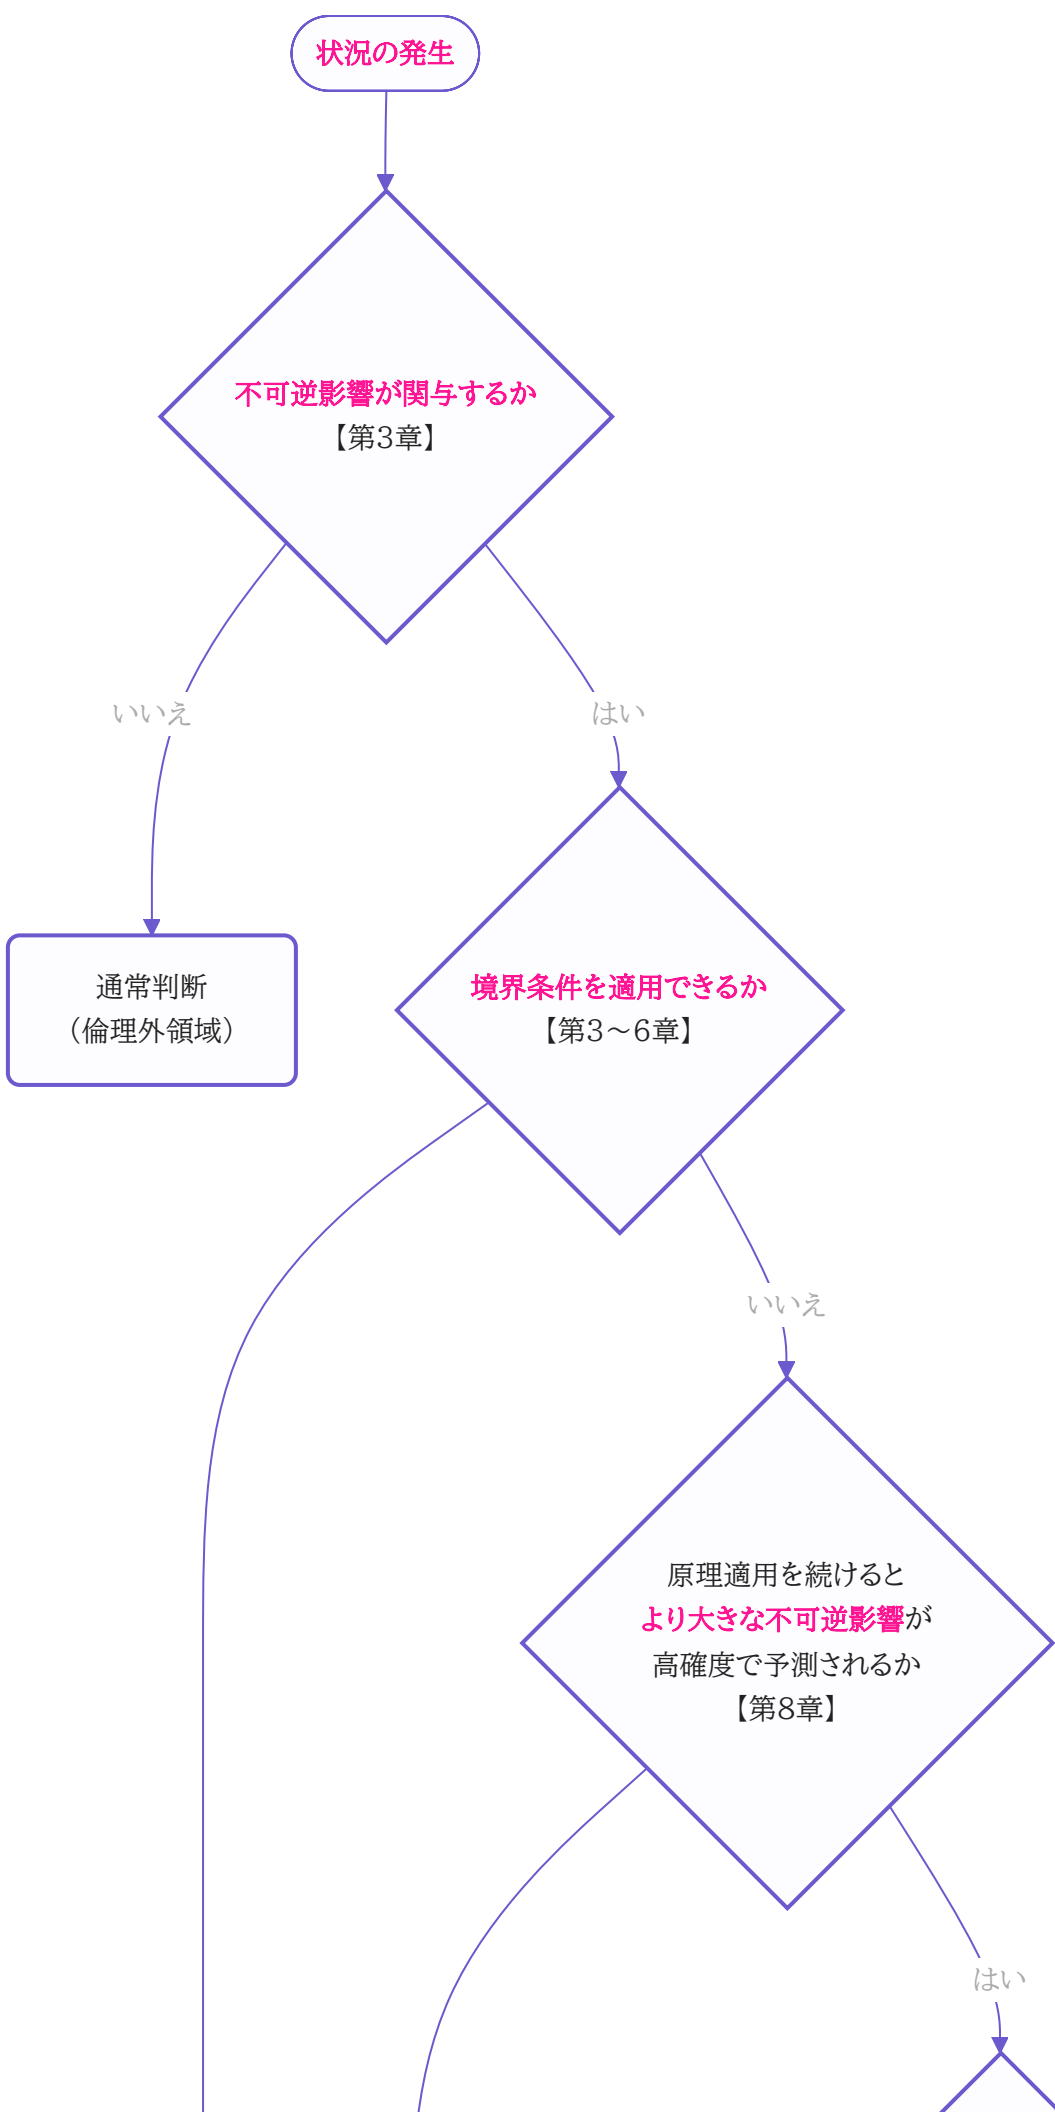 状況の発生
不可逆影響が関与するか
【第3章】
いいえ
はい
通常判断
（倫理外領域）
境界条件を適用できるか
【第3～6章】
いいえ
原理適用を続けると
より大きな不可逆影響が
高確度で予測されるか
【第8章】
はい